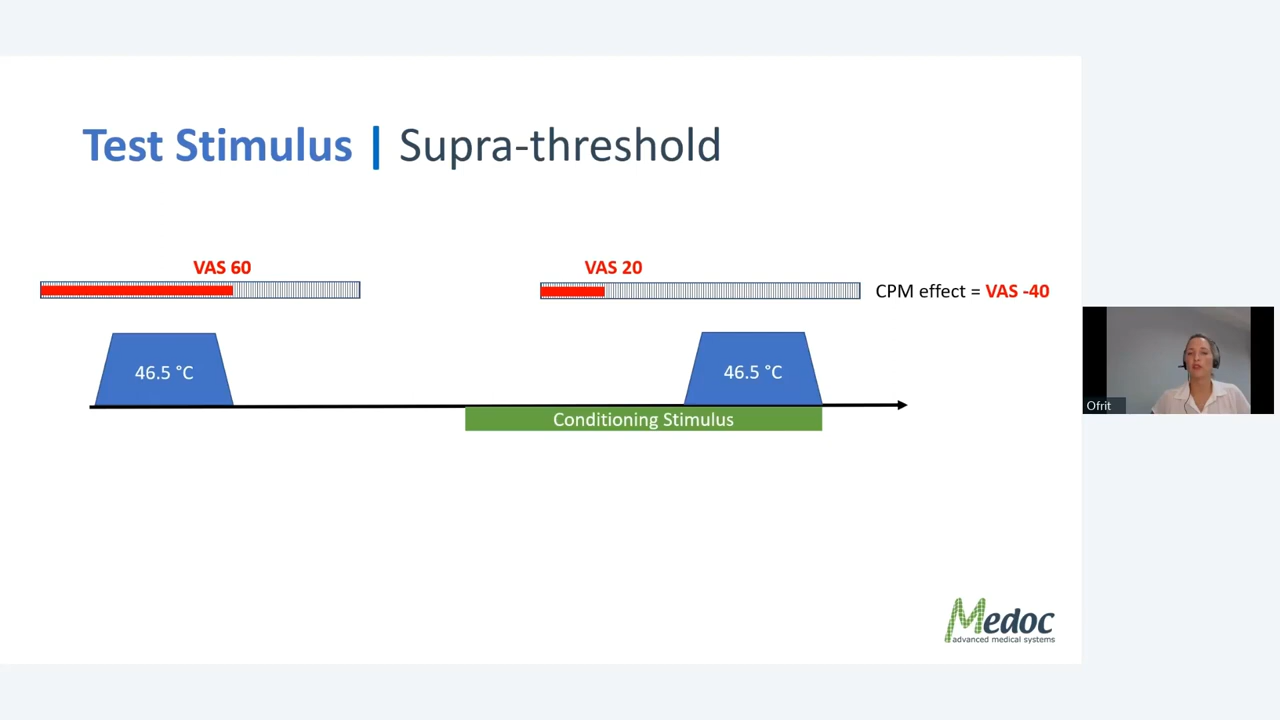 Test Stimulus | Supra-threshold
VAS 60
VAS 20
CPM effect = VAS -40
46.5 °C
46.5 °C
Conditioning Stimulus
Ofrit
Medoc
advanced medical systems